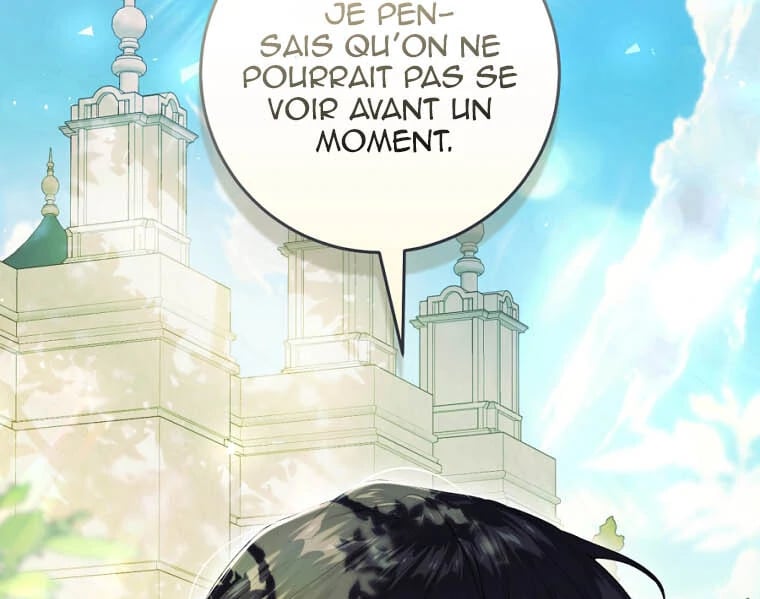 JE PEN-
SAIS QU'ON NE
POURRAIT PAS SE
VOIR AVANT UN
MOMENT.